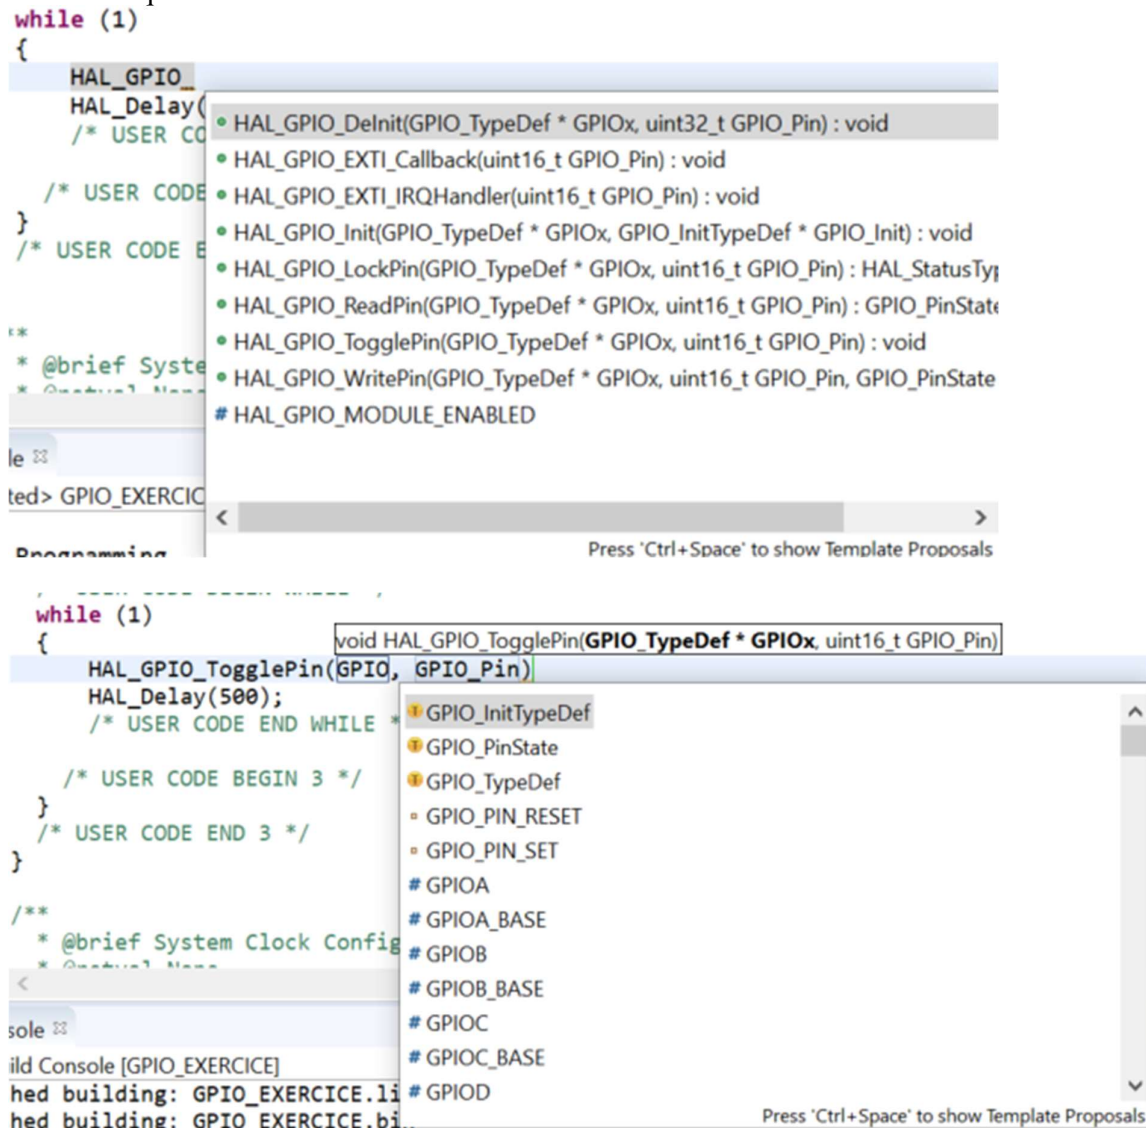 while (1)
{
HAL_GPIO_
HAL_Delay(
/* USER CO
/* USER CODE
}
/* USER CODE E
**
* @brief Syste
HAL_GPIO_DeInit(GPIO_TypeDef * GPIOx, uint32_t GPIO_Pin) : void
HAL_GPIO_EXTI_Callback(uint16_t GPIO_Pin) : void
HAL_GPIO_EXTI_IRQHandler(uint16_t GPIO_Pin) : void
HAL_GPIO_Init(GPIO_TypeDef * GPIOx, GPIO_InitTypeDef * GPIO_Init) : void
HAL_GPIO_LockPin(GPIO_TypeDef * GPIOx, uint16_t GPIO_Pin) : HAL_StatusTyp
HAL_GPIO_ReadPin(GPIO_TypeDef * GPIOx, uint16_t GPIO_Pin) : GPIO_PinState
HAL_GPIO_TogglePin(GPIO_TypeDef * GPIOx, uint16_t GPIO_Pin) : void
HAL_GPIO_WritePin(GPIO_TypeDef * GPIOx, uint16_t GPIO_Pin, GPIO_PinState
# HAL_GPIO_MODULE_ENABLED
le
ted> GPIO_EXERCIC
Programming
Press 'Ctrl+Space' to show Template Proposals
while (1)
{
void HAL_GPIO_TogglePin(GPIO_TypeDef * GPIOx, uint16_t GPIO_Pin)
HAL_GPIO_TogglePin(GPIO, GPIO_Pin)
HAL_Delay(500);
/* USER CODE END WHILE *
/* USER CODE BEGIN 3 */
}
/* USER CODE END 3 */
}
/**
* @brief System Clock Config
GPIO_InitTypeDef
GPIO_PinState
GPIO_TypeDef
GPIO_PIN_RESET
GPIO_PIN_SET
# GPIOA
# GPIOA_BASE
# GPIOB
# GPIOB_BASE
# GPIOC
# GPIOC_BASE
# GPIOD
sole
ild Console [GPIO_EXERCICE]
hed building: GPIO_EXERCICE.li
hed building: GPIO_EXERCICE.bi
Press 'Ctrl+Space' to show Template Proposals